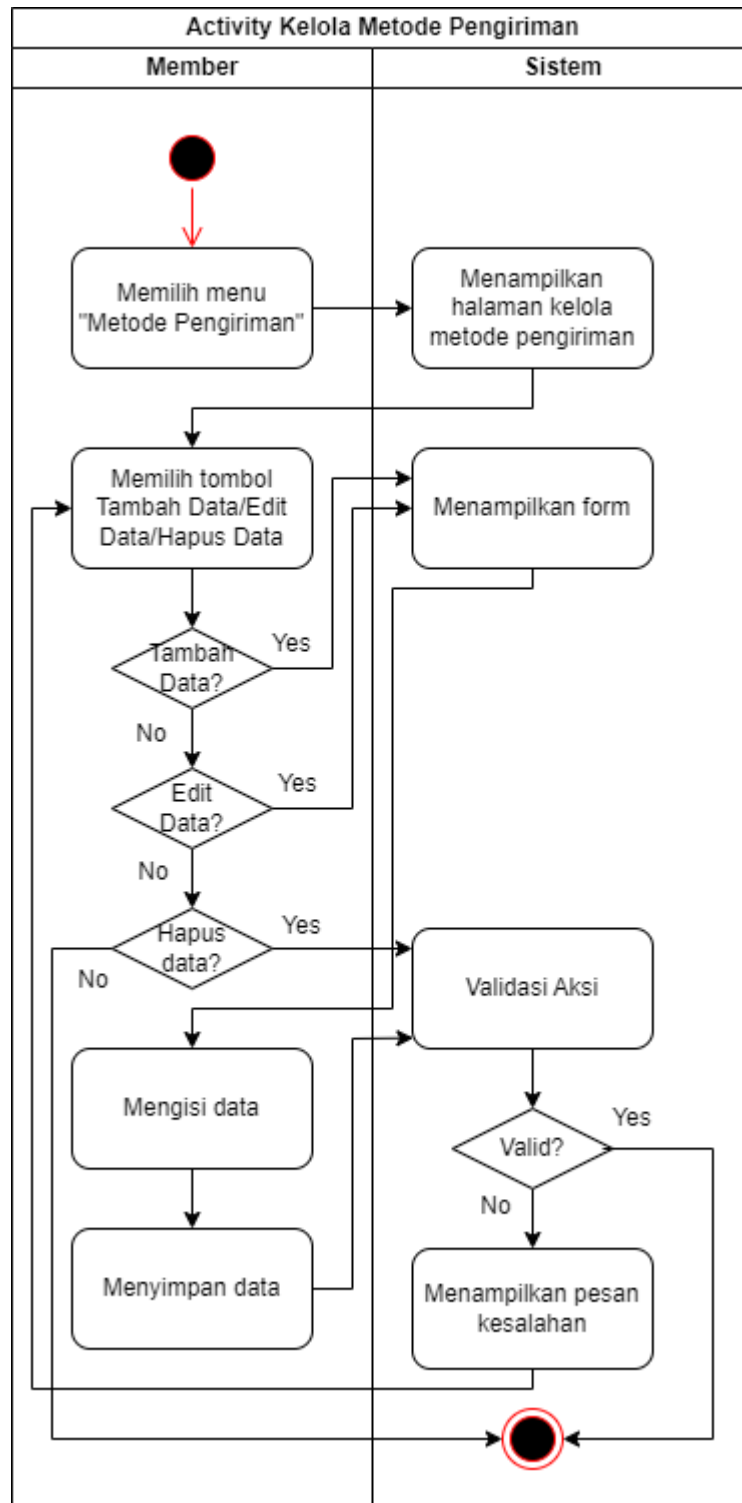 Activity Kelola Metode Pengiriman
Member
Sistem
Memilih menu
"Metode Pengiriman"
Menampilkan
halaman kelola
metode pengiriman
Memilih tombol
Tambah Data/Edit
Data/Hapus Data
Menampilkan form
Tambah
Data?
Yes
No
Edit
Data?
Yes
No
Hapus
data?
Yes
No
Validasi Aksi
Mengisi data
Valid?
Yes
No
Menyimpan data
Menampilkan pesan
kesalahan